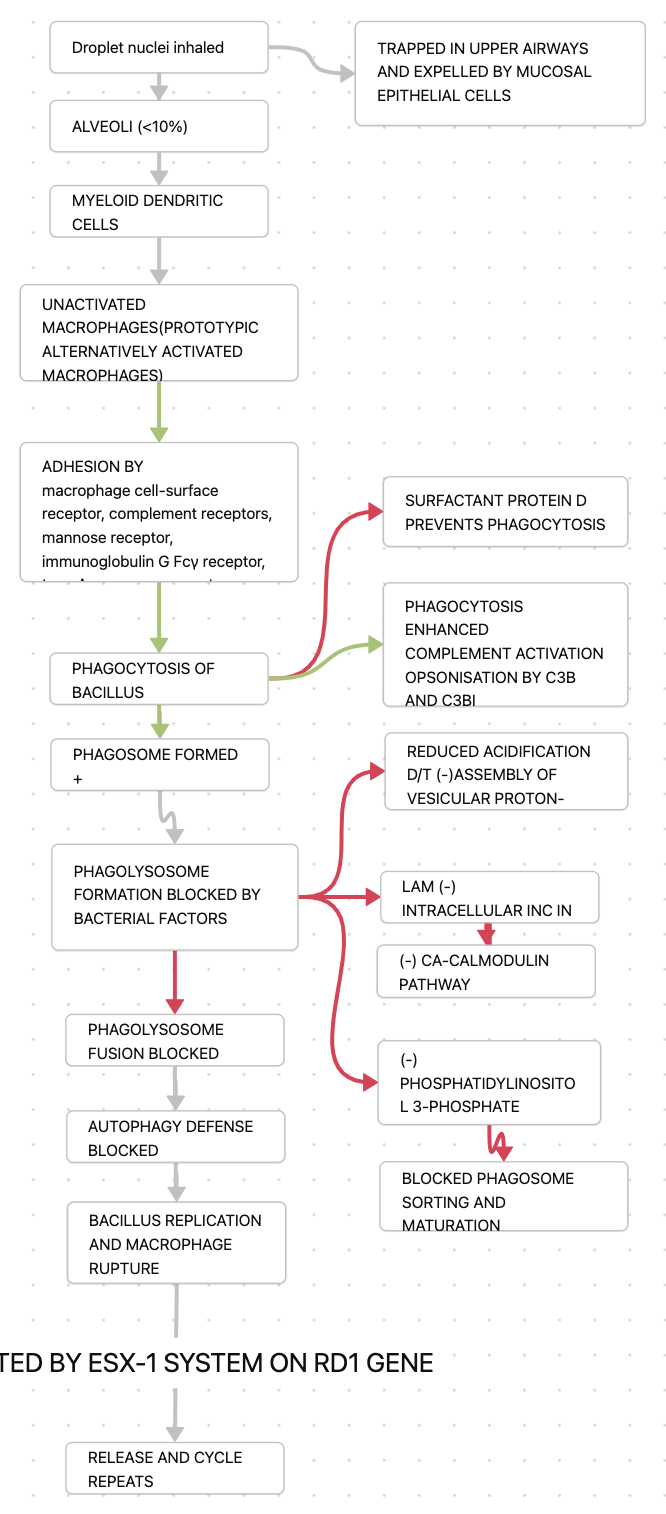 Droplet nuclei inhaled
TRAPPED IN UPPER AIRWAYS
AND EXPELLED BY MUCOSAL
EPITHELIAL CELLS
ALVEOLI (<10%)
MYELOID DENDRITIC
CELLS
UNACTIVATED
MACROPHAGES(PROTOTYPIC
ALTERNATIVELY ACTIVATED
MACROPHAGES)
ADHESION BY
macrophage cell-surface
receptor, complement receptors,
mannose receptor,
immunoglobulin G Fcγ receptor,
SURFACTANT PROTEIN D
PREVENTS PHAGOCYTOSIS
PHAGOCYTOSIS
ENHANCED
COMPLEMENT ACTIVATION
OPSONISATION BY C3B
AND C3BI
PHAGOCYTOSIS OF
BACILLUS
PHAGOSOME FORMED
+
REDUCED ACIDIFICATION
D/T (-)ASSEMBLY OF
VESICULAR PROTON-
PHAGOLYSOSOME
FORMATION BLOCKED BY
BACTERIAL FACTORS
LAM (-)
INTRACELLULAR INC IN
(-) CA-CALMODULIN
PATHWAY
PHAGOLYSOSOME
FUSION BLOCKED
(-)
PHOSPHATIDYLINOSITO
L 3-PHOSPHATE
AUTOPHAGY DEFENSE
BLOCKED
BLOCKED PHAGOSOME
SORTING AND
MATURATION
BACILLUS REPLICATION
AND MACROPHAGE
RUPTURE
TED BY ESX-1 SYSTEM ON RD1 GENE
RELEASE AND CYCLE
REPEATS